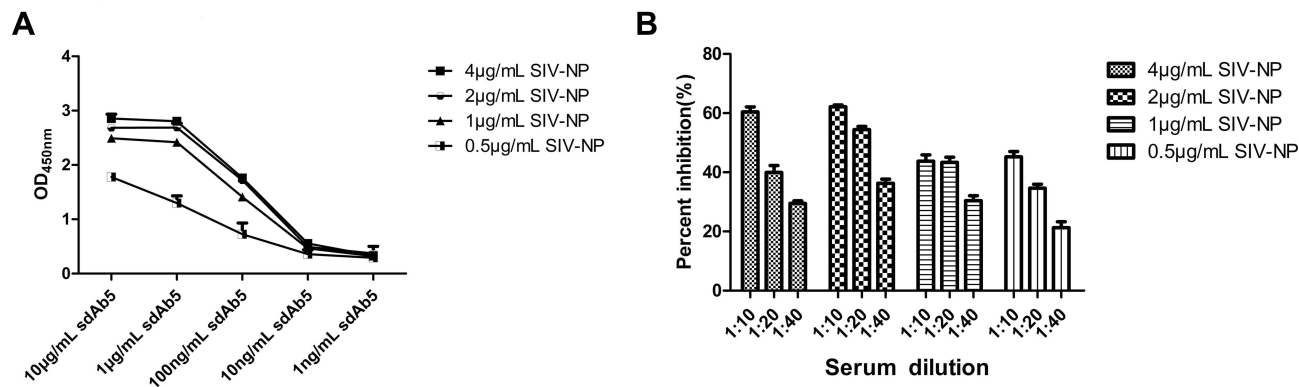 A
4
3
2
1
0
OD450nm
10µg/mL sdAb5
1µg/mL sdAb5
100ng/mL sdAb5
10ng/mL sdAb5
1ng/mL sdAb5
4µg/mL SIV-NP
2µg/mL SIV-NP
1µg/mL SIV-NP
0.5µg/mL SIV-NP
B
80
60
40
20
0
Percent inhibition(%)
1:10
1:20
1:40
1:10
1:20
1:40
1:10
1:20
1:40
1:10
1:20
1:40
Serum dilution
4µg/mL SIV-NP
2µg/mL SIV-NP
1µg/mL SIV-NP
0.5µg/mL SIV-NP